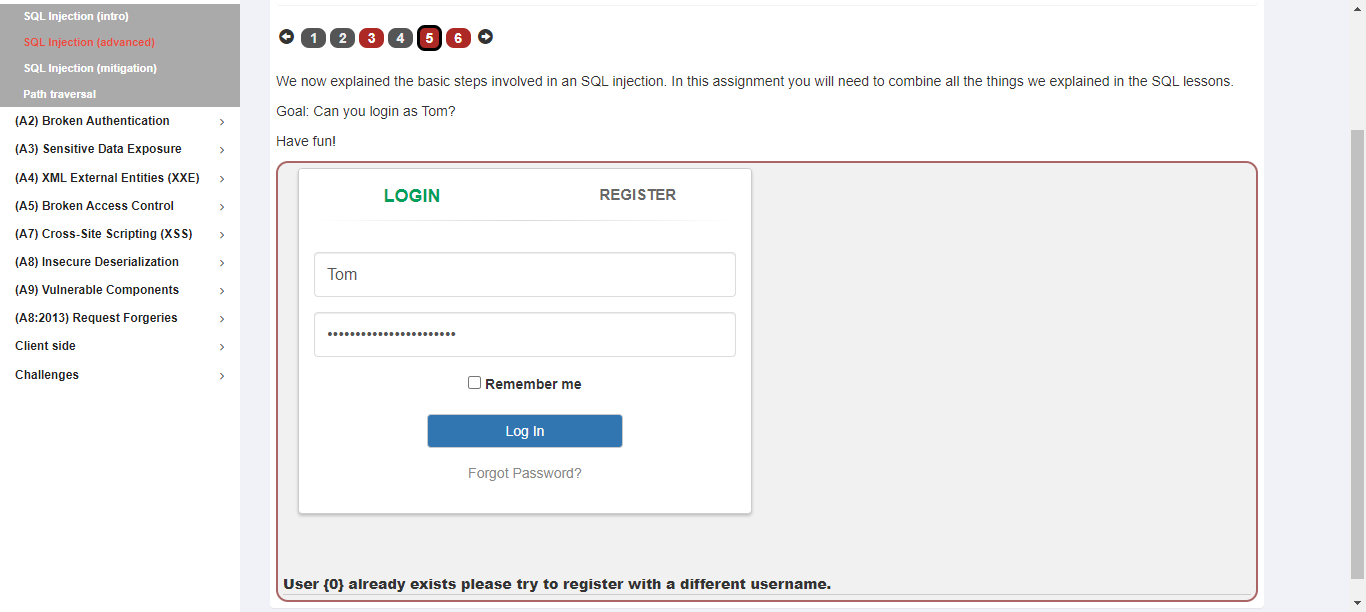 SQL Injection (intro)
SQL Injection (advanced)
SQL Injection (mitigation)
Path traversal
(A2) Broken Authentication
(A3) Sensitive Data Exposure
(A4) XML External Entities (XXE)
(A5) Broken Access Control
(A7) Cross-Site Scripting (XSS)
(A8) Insecure Deserialization
(A9) Vulnerable Components
(A8:2013) Request Forgeries
Client side
Challenges
1 2 3 4 5 6
We now explained the basic steps involved in an SQL injection. In this assignment you will need to combine all the things we explained in the SQL lessons.
Goal: Can you login as Tom?
Have fun!
LOGIN REGISTER
Tom
•••••••••••••••••••••••
Remember me
Log In
Forgot Password?
User {0} already exists please try to register with a different username.